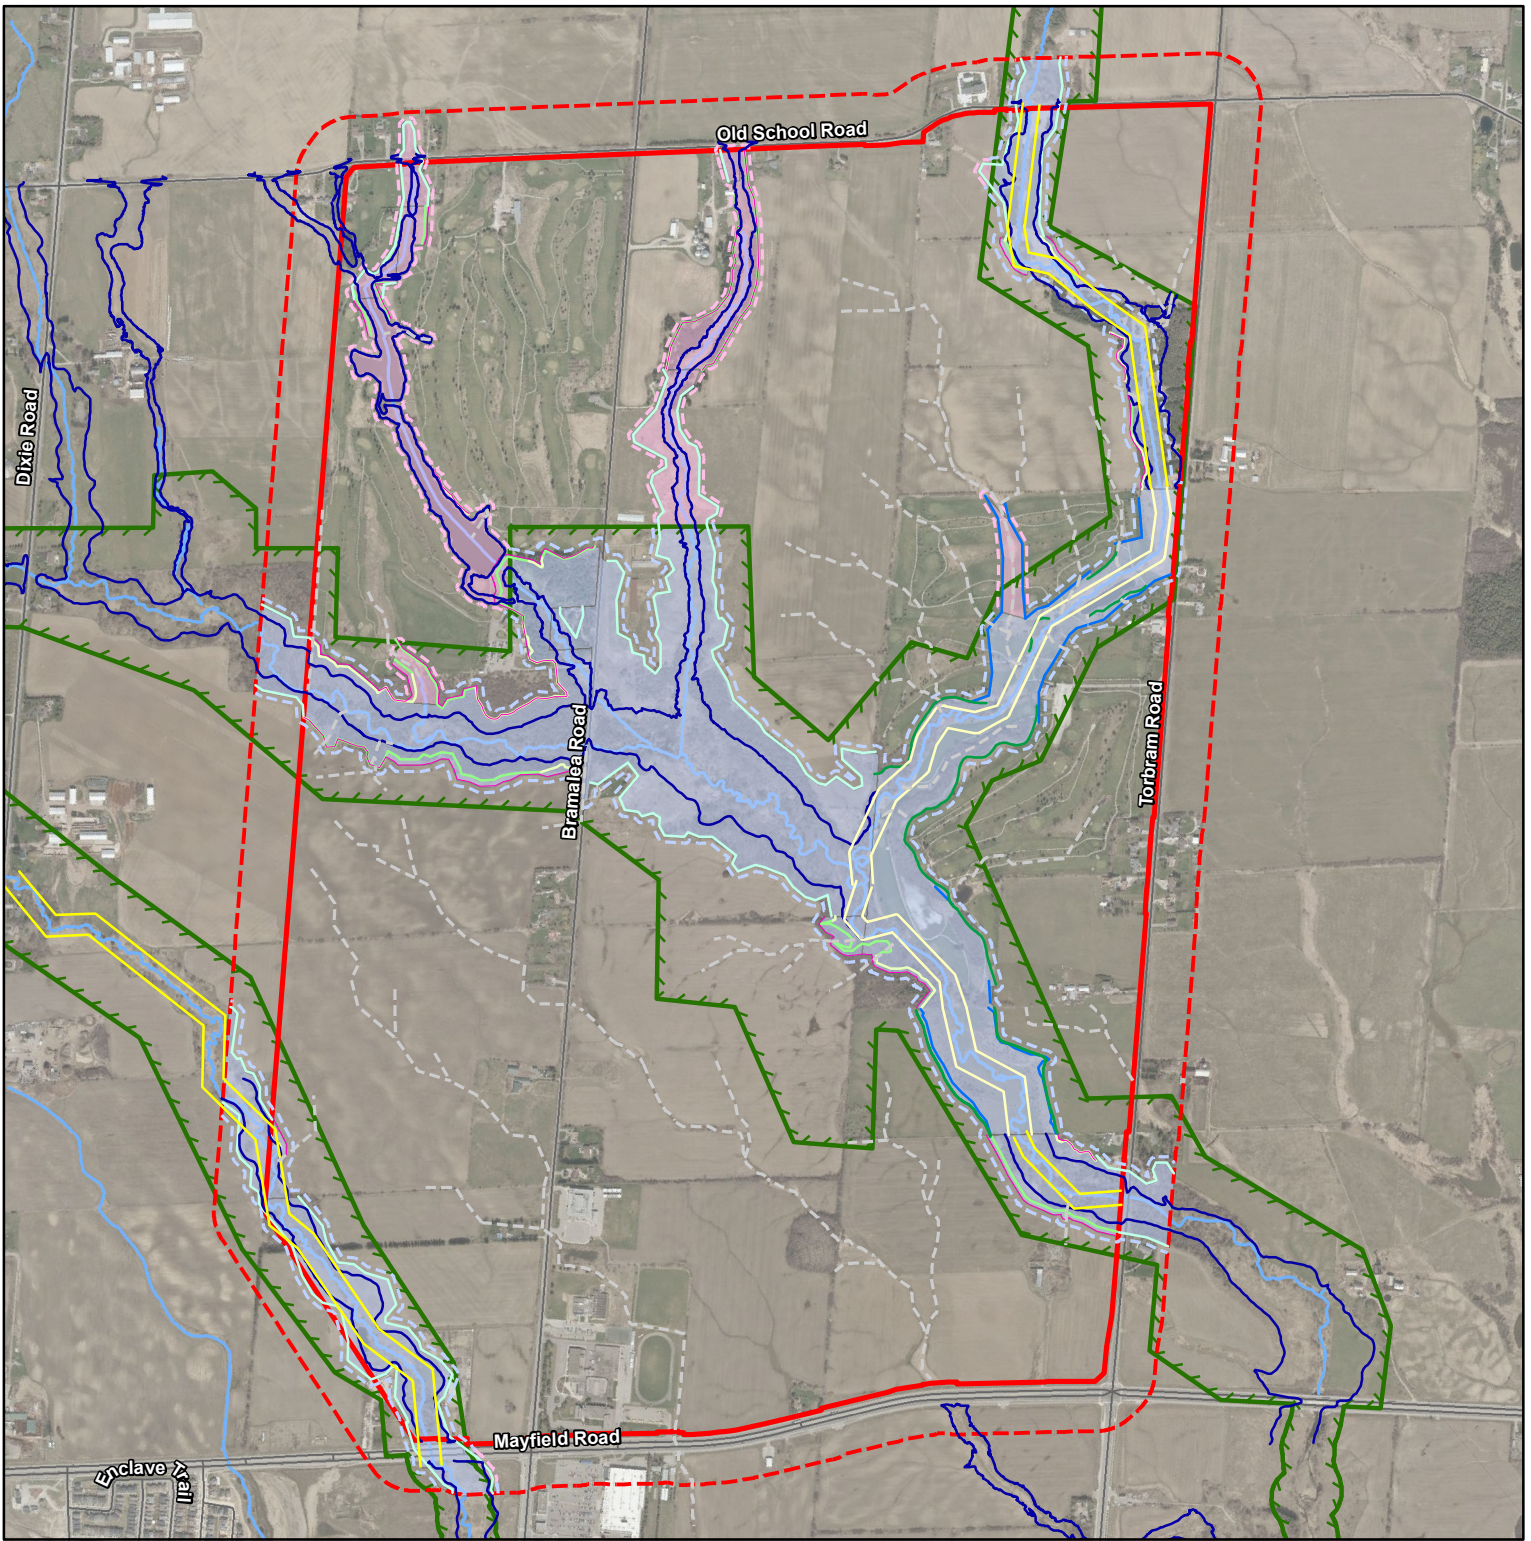 Old School Road
Dixie Road
Torbram Road
Bramalea Road
Mayfield Road
Enclave Trail